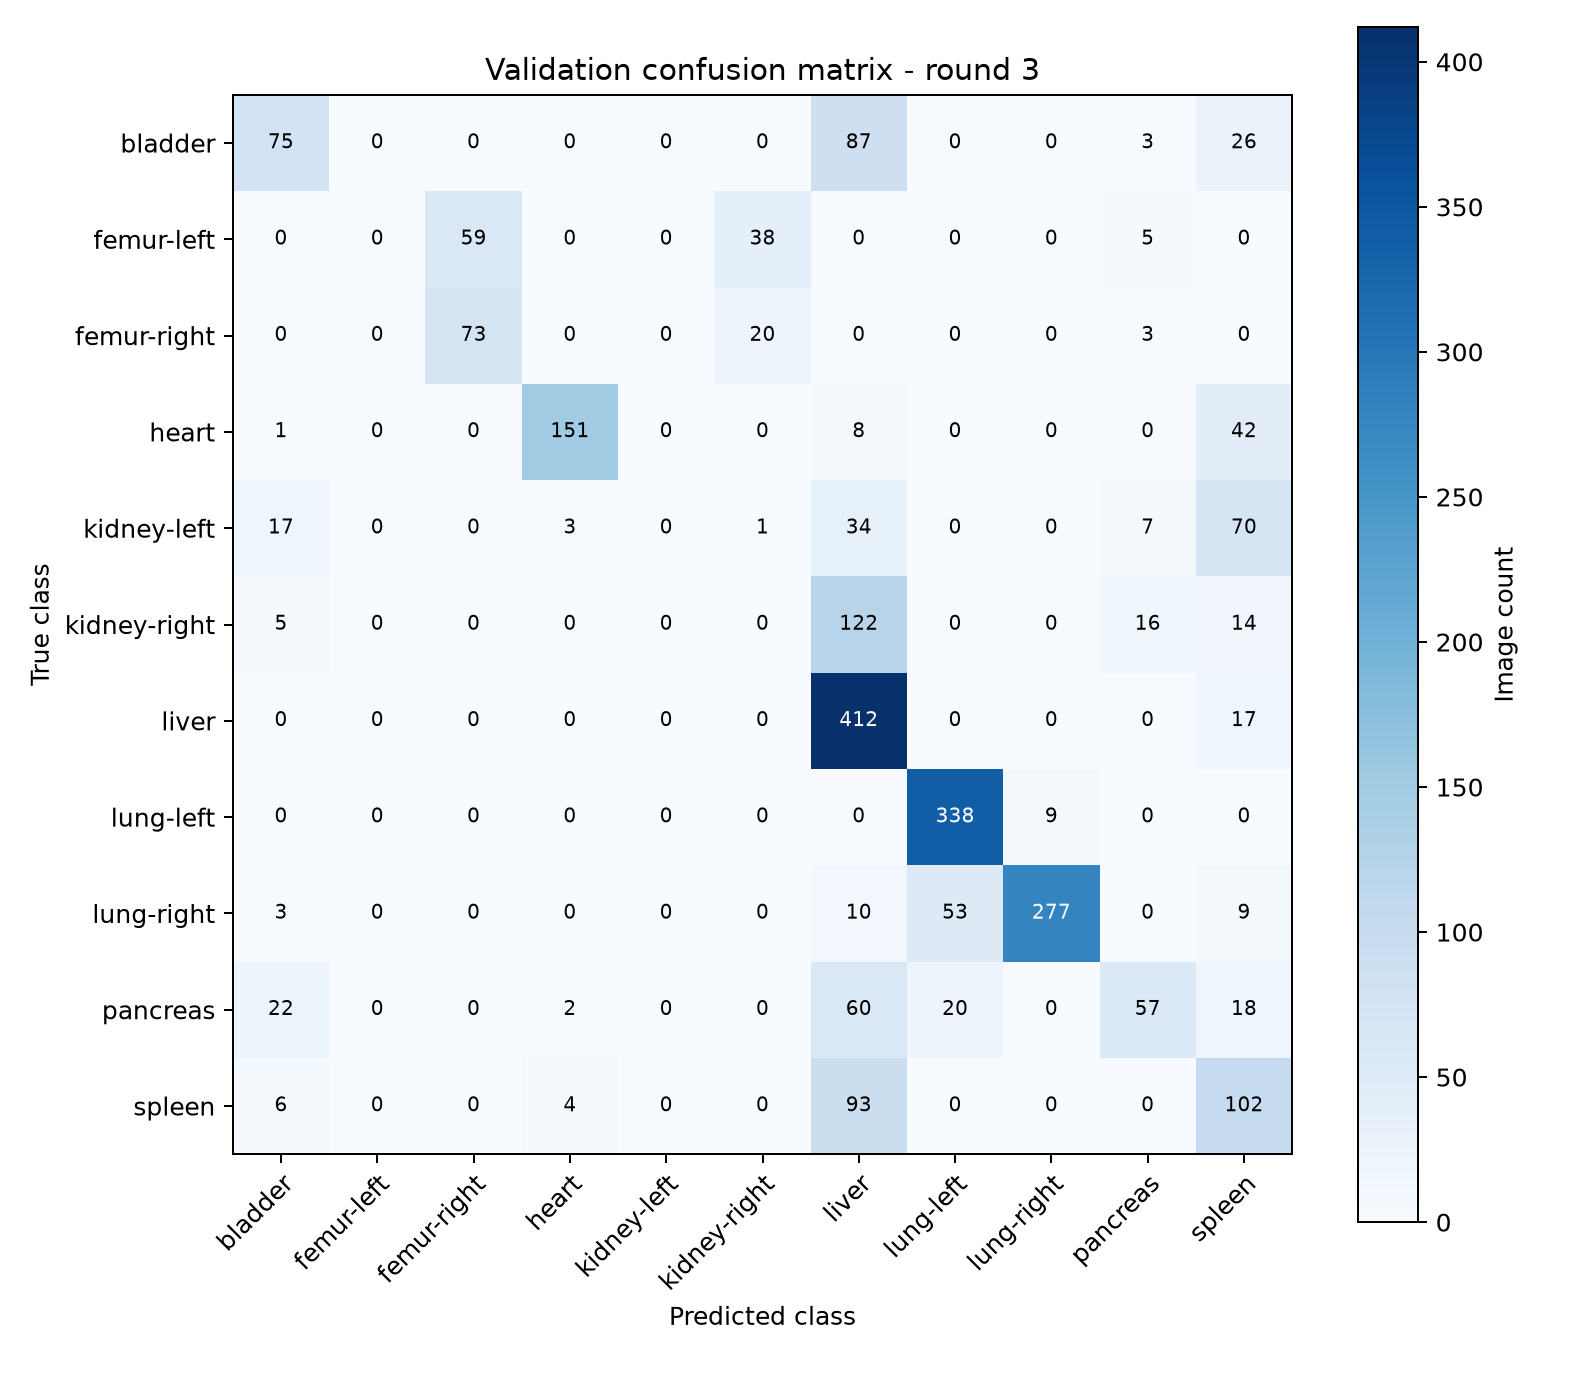 Validation confusion matrix - round 3
bladder 75 0 0 0 0 0 87 0 0 3 26
femur-left 0 0 59 0 0 38 0 0 0 5 0
femur-right 0 0 73 0 0 20 0 0 0 3 0
heart 1 0 0 151 0 0 8 0 0 0 42
kidney-left 17 0 0 3 0 1 34 0 0 7 70
kidney-right 5 0 0 0 0 0 122 0 0 16 14
liver 0 0 0 0 0 0 412 0 0 0 17
lung-left 0 0 0 0 0 0 0 338 9 0 0
lung-right 3 0 0 0 0 0 10 53 277 0 9
pancreas 22 0 0 2 0 0 60 20 0 57 18
spleen 6 0 0 4 0 0 93 0 0 0 102
True class
bladder femur-left femur-right heart kidney-left kidney-right liver lung-left lung-right pancreas spleen
Predicted class
400
350
300
250
200
150
100
50
0
Image count